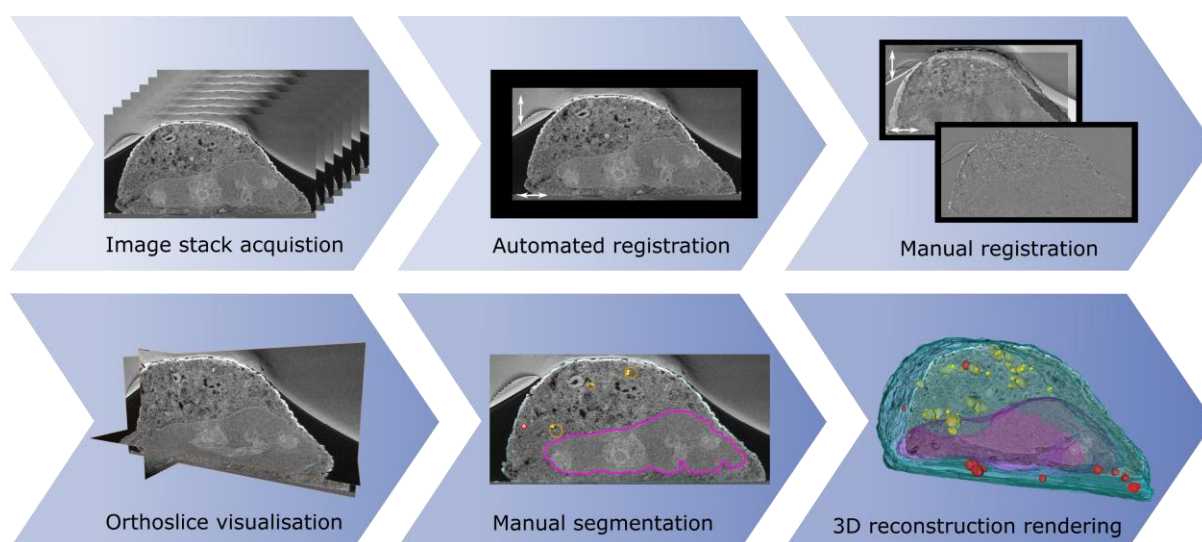 Image stack acquistion
Automated registration
Manual registration
Orthoslice visualisation
Manual segmentation
3D reconstruction rendering